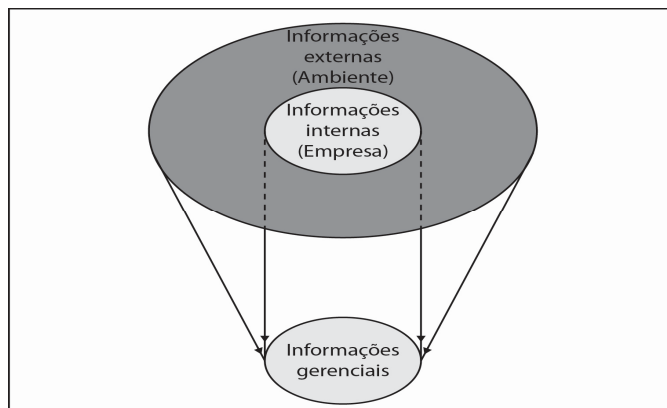 Informações
externas
(Ambiente)
Informações
internas
(Empresa)
Informações
gerenciais